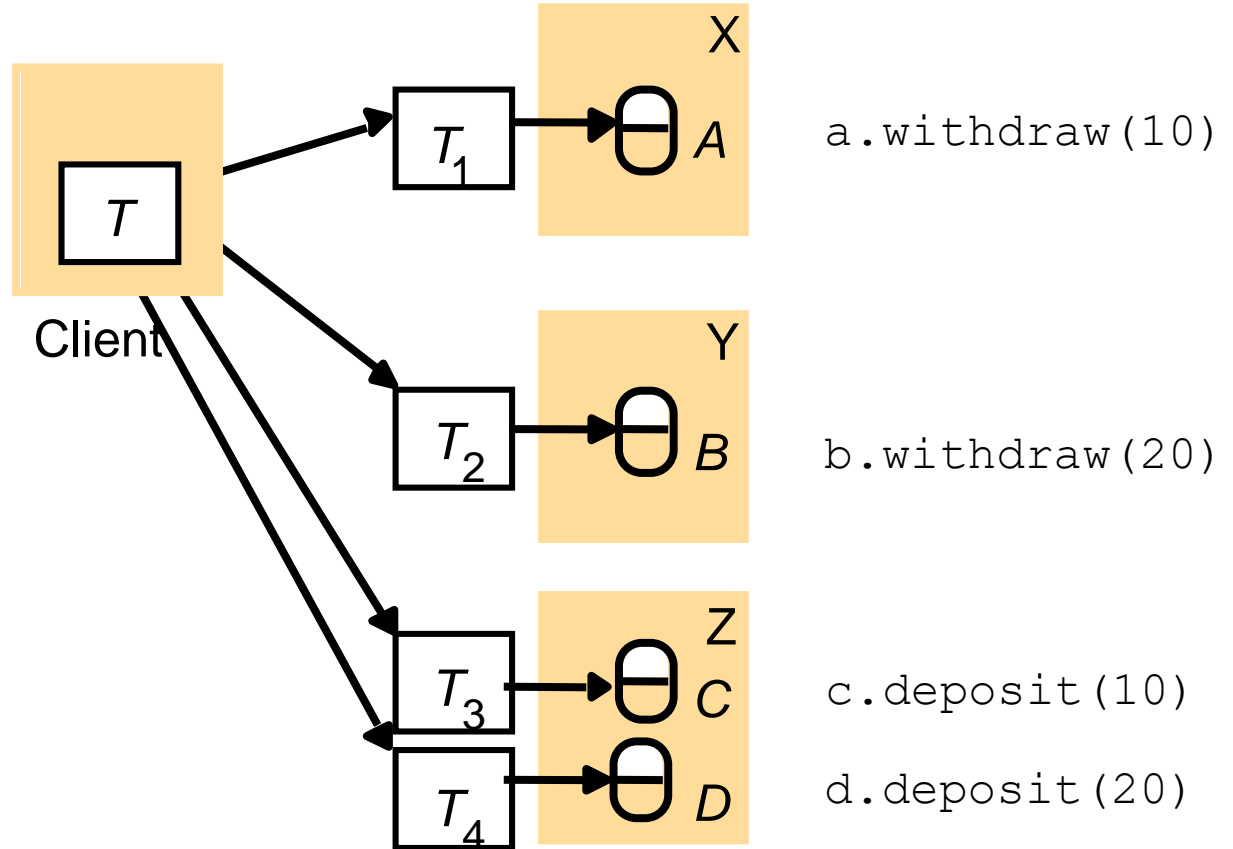 X
T1
A
a.withdraw(10)
T
Client
Y
T2
B
b.withdraw(20)
Z
T3
C
c.deposit(10)
T4
D
d.deposit(20)